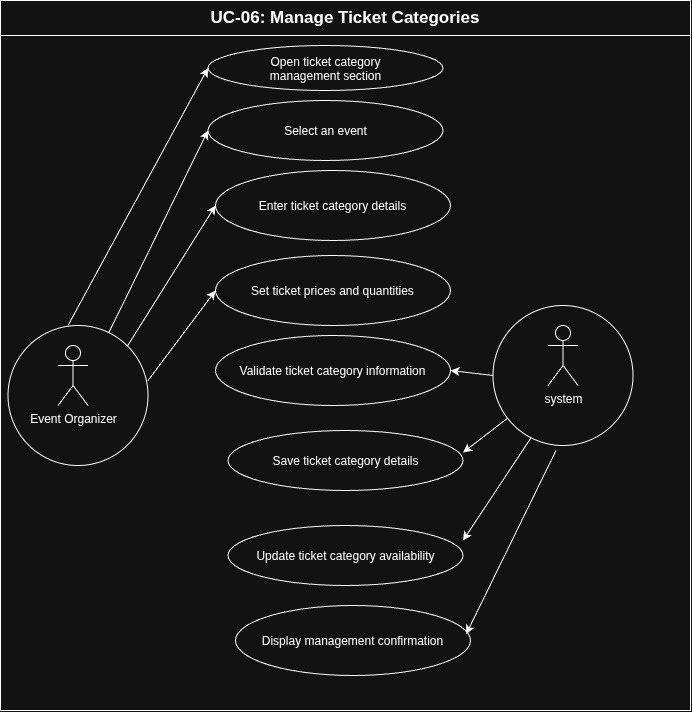 UC-06: Manage Ticket Categories
Open ticket category
management section
Select an event
Enter ticket category details
Set ticket prices and quantities
Validate ticket category information
system
Event Organizer
Save ticket category details
Update ticket category availability
Display management confirmation